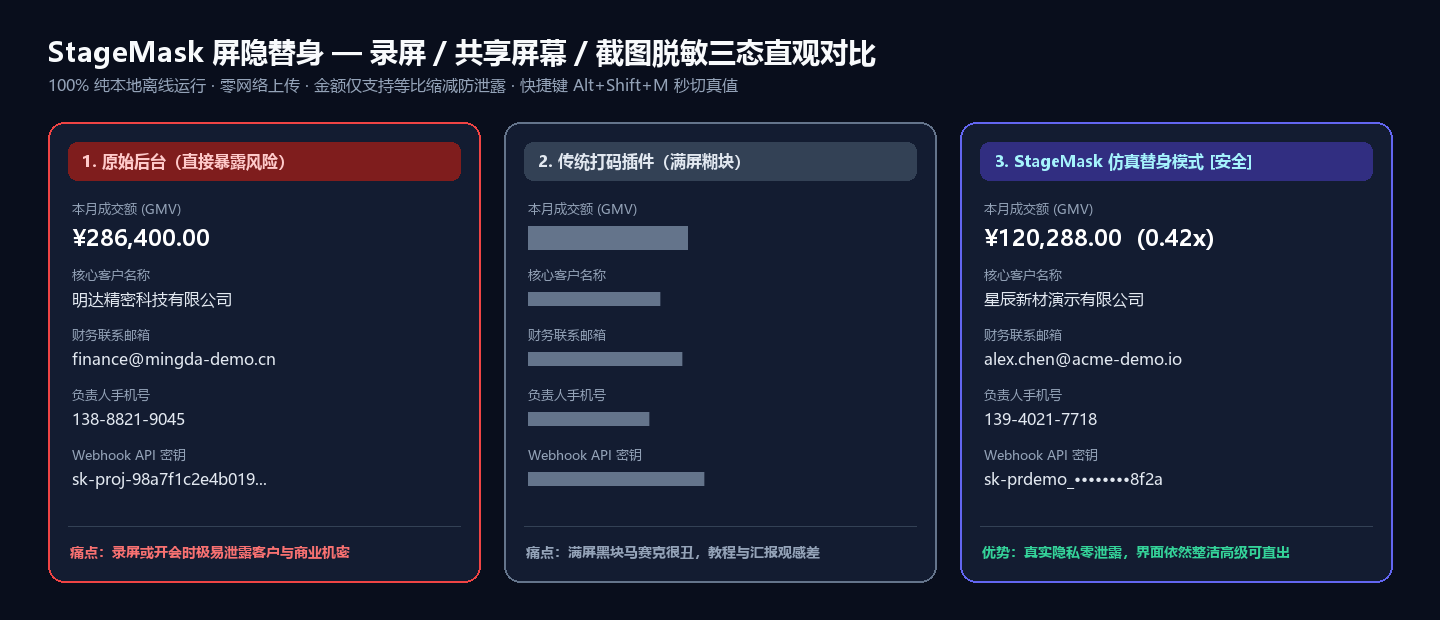 StageMask 屏隐替身 — 录屏 / 共享屏幕 / 截图脱敏三态直观对比
100% 纯本地离线运行 · 零网络上传 · 金额仅支持等比缩减防泄露 · 快捷键 Alt+Shift+M 秒切真值
1. 原始后台（直接暴露风险）
本月成交额 (GMV)
¥286,400.00
核心客户名称
明达精密科技有限公司
财务联系邮箱
finance@mingda-demo.cn
负责人手机号
138-8821-9045
Webhook API 密钥
sk-proj-98a7f1c2e4b019...
痛点：录屏或开会时极易泄露客户与商业机密
2. 传统打码插件（满屏糊块）
本月成交额 (GMV)
核心客户名称
财务联系邮箱
负责人手机号
Webhook API 密钥
痛点：满屏黑块马赛克很丑，教程与汇报观感差
3. StageMask 仿真替身模式 [安全]
本月成交额 (GMV)
¥120,288.00 (0.42x)
核心客户名称
星辰新材演示有限公司
财务联系邮箱
alex.chen@acme-demo.io
负责人手机号
139-4021-7718
Webhook API 密钥
sk-prdemo_••••••••8f2a
优势：真实隐私零泄露，界面依然整洁高级可直出